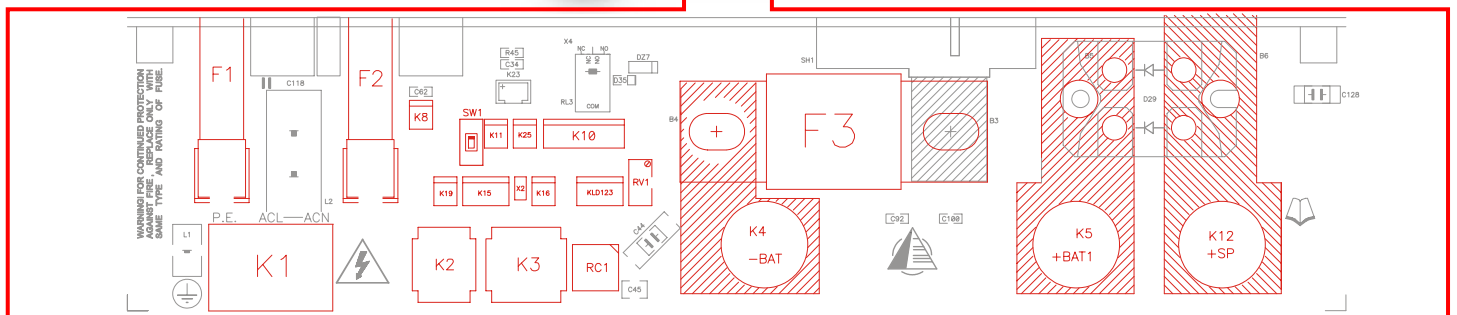 WARNING! FOR CONTINUED PROTECTION
AGAINST FIRE, REPLACE ONLY WITH
SAME TYPE AND RATING OF FUSE.
F1
C118
F2
L2
P.E. ACL ACN
L1
K1
C62
K8
R45
C34
K23
X4
NC NO
NC NO
RL3
COM
DZ7
D35
SW1
K11
K25
K10
K19
K15
X2
K16
KLD123
RV1
K2
K3
RC1
C44
C45
SH1
B4
F3
B3
K4
-BAT
C92
C100
B5
D29
B6
K5
+BAT1
K12
+SP
C128